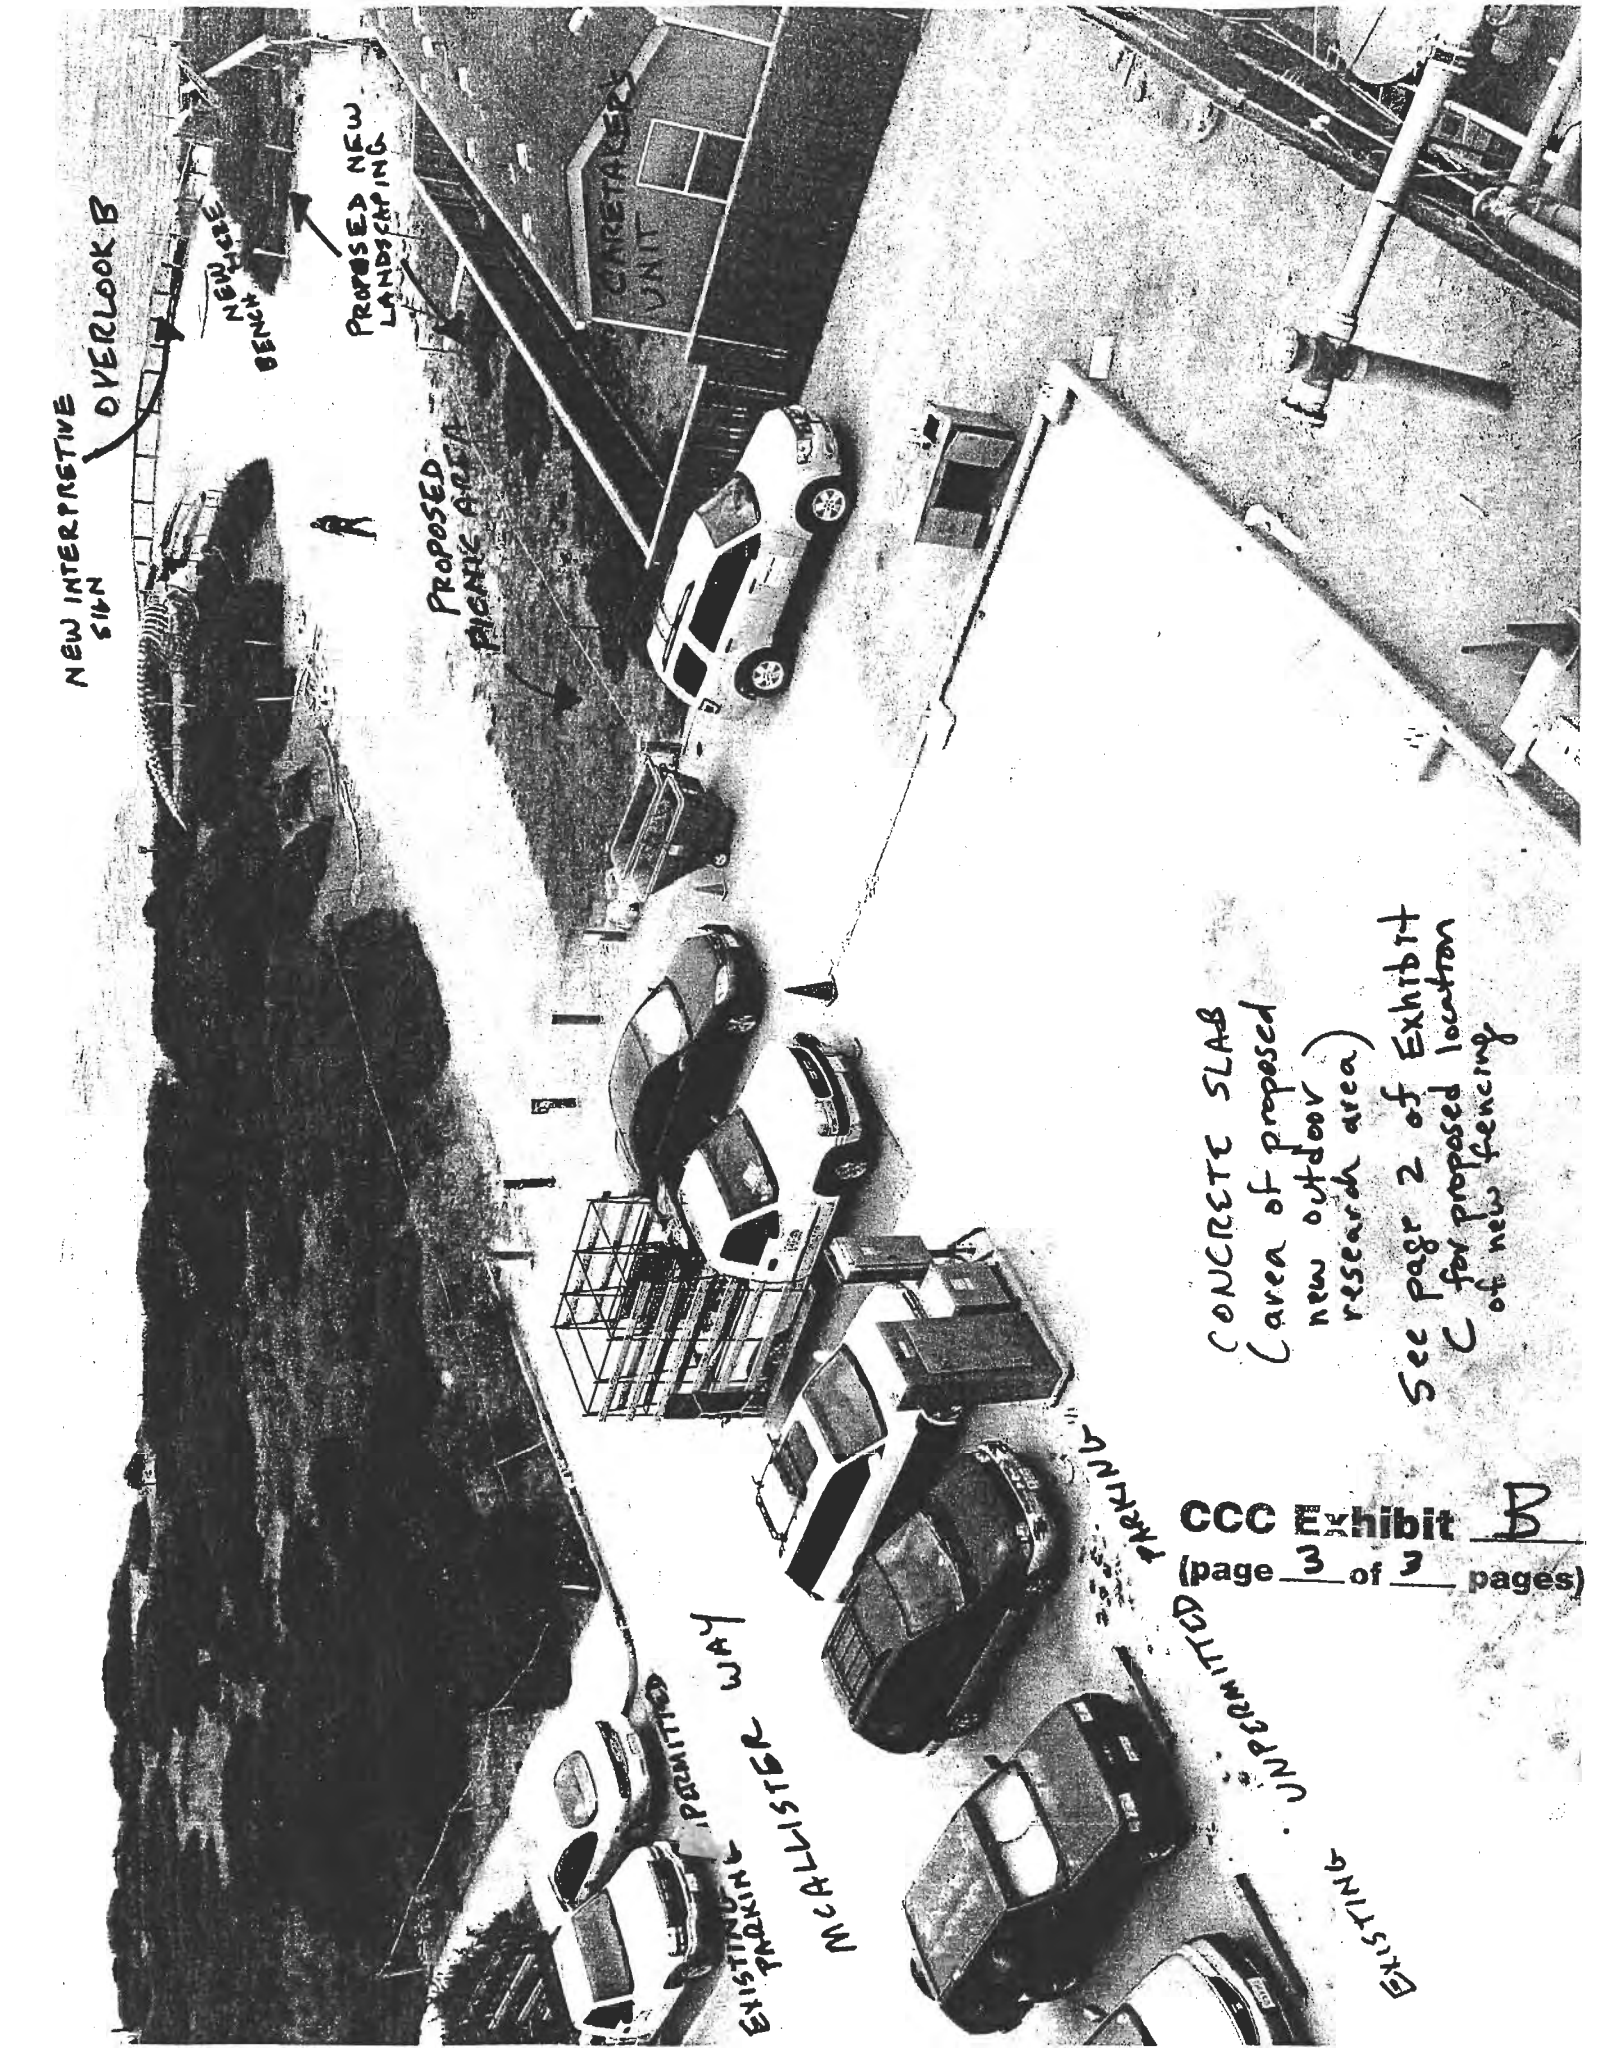 NEW INTERPRETIVE
SIGN
OVERLOOK B
NEW
BENCH HERE
PROPOSED NEW
LANDSCAPING
PROPOSED
PICNIC AREA
CARETAKERS
UNIT
CONCRETE SLAB
(area of proposed
new outdoor
research area)
See page 2 of Exhibit
C for proposed location
of new fencing
EXISTING UNPERMITTED PARKING
MCALLISTER WAY
EXISTING
PARKING
CCC Exhibit B
(page 3 of 3 pages)